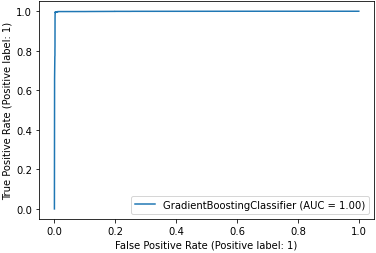 1.0
0.8
0.6
0.4
0.2
0.0
True Positive Rate (Positive label: 1)
GradientBoostingClassifier (AUC = 1.00)
0.0 0.2 0.4 0.6 0.8 1.0
False Positive Rate (Positive label: 1)